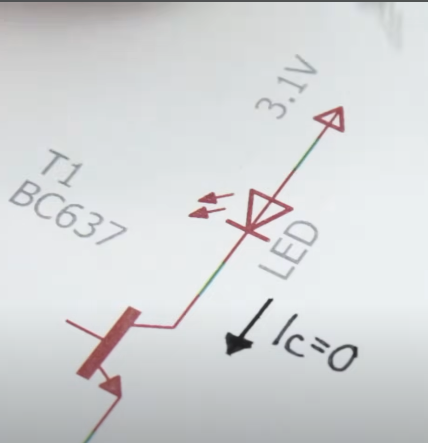 3.1V
T1
BC637
LED
Ic=0